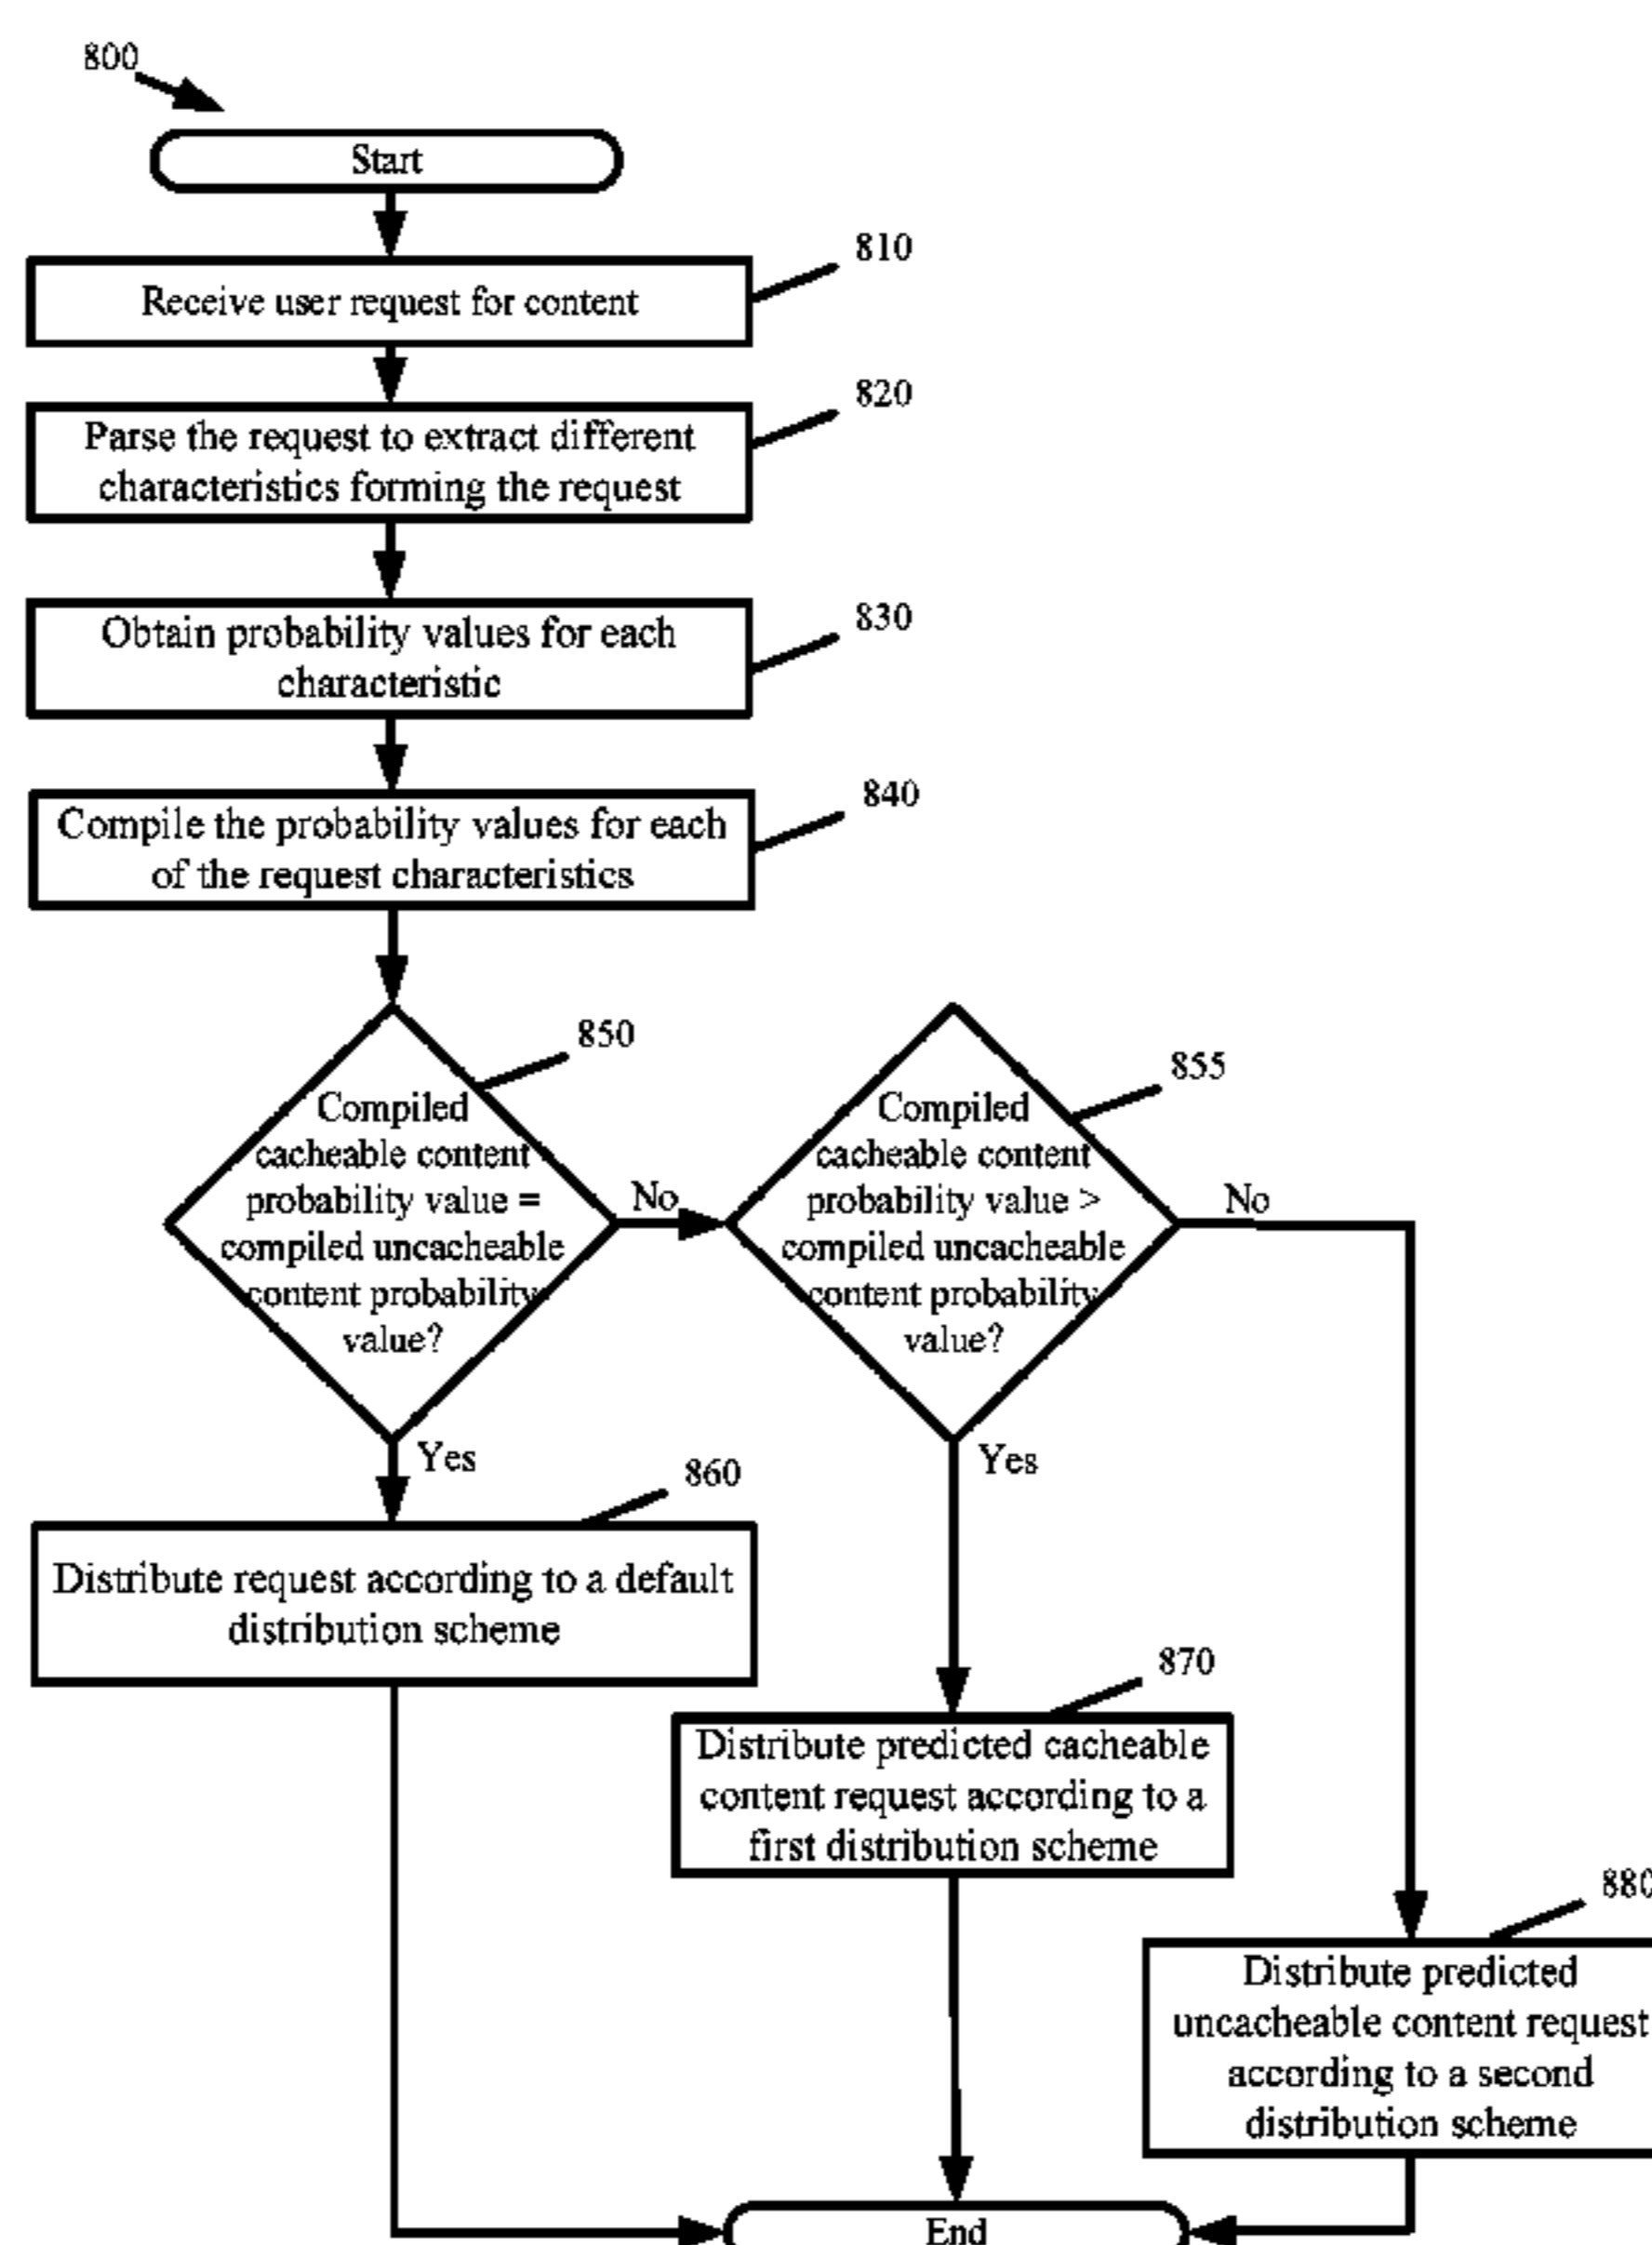 800
Start
810
Receive user request for content
820
Parse the request to extract different
characteristics forming the request
830
Obtain probability values for each
characteristic
840
Compile the probability values for each
of the request characteristics
850
Compiled
cacheable content
probability value =
compiled uncacheable
content probability
value?
No
855
Compiled
cacheable content
probability value >
compiled uncacheable
content probability
value?
No
Yes
Yes
860
Distribute request according to a default
distribution scheme
870
Distribute predicted cacheable
content request according to a
first distribution scheme
880
Distribute predicted
uncacheable content request
according to a second
distribution scheme
End